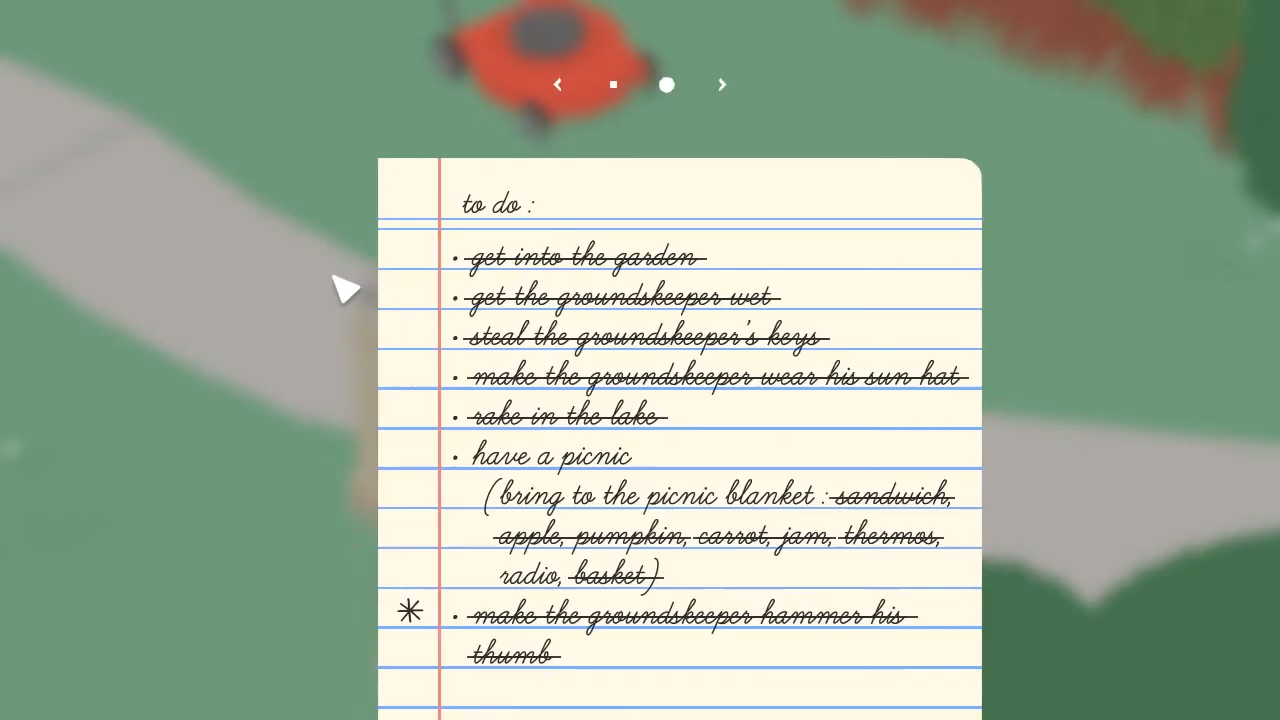 to do :
• get into the garden
• get the groundskeeper wet
• steal the groundskeeper's keys
• make the groundskeeper wear his sun hat
• rake in the lake
• have a picnic
(bring to the picnic blanket : sandwich,
apple, pumpkin, carrot, jam, thermos,
radio, basket)
• make the groundskeeper hammer his
thumb